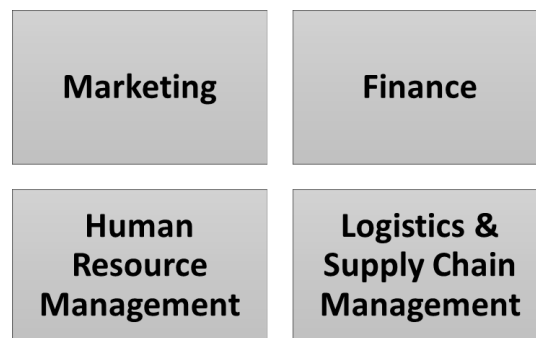 Marketing
Finance
Human
Resource
Management
Logistics &
Supply Chain
Management